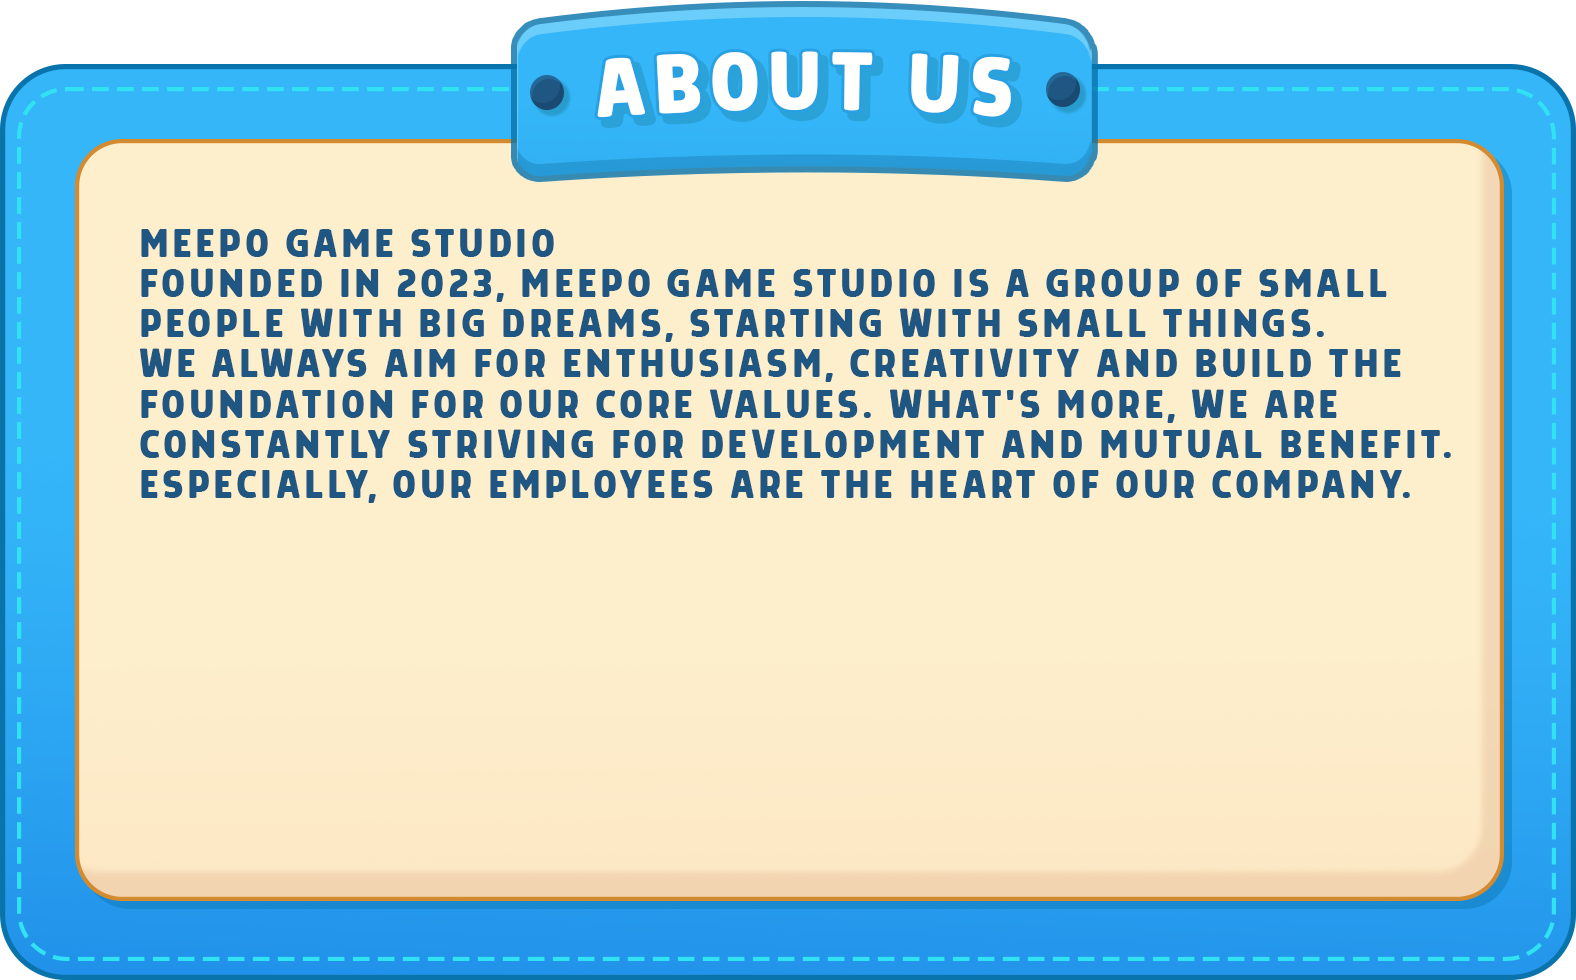 ABOUT US
MEEPO GAME STUDIO
FOUNDED IN 2023, MEEPO GAME STUDIO IS A GROUP OF SMALL
PEOPLE WITH BIG DREAMS, STARTING WITH SMALL THINGS.
WE ALWAYS AIM FOR ENTHUSIASM, CREATIVITY AND BUILD THE
FOUNDATION FOR OUR CORE VALUES. WHAT'S MORE, WE ARE
CONSTANTLY STRIVING FOR DEVELOPMENT AND MUTUAL BENEFIT.
ESPECIALLY, OUR EMPLOYEES ARE THE HEART OF OUR COMPANY.